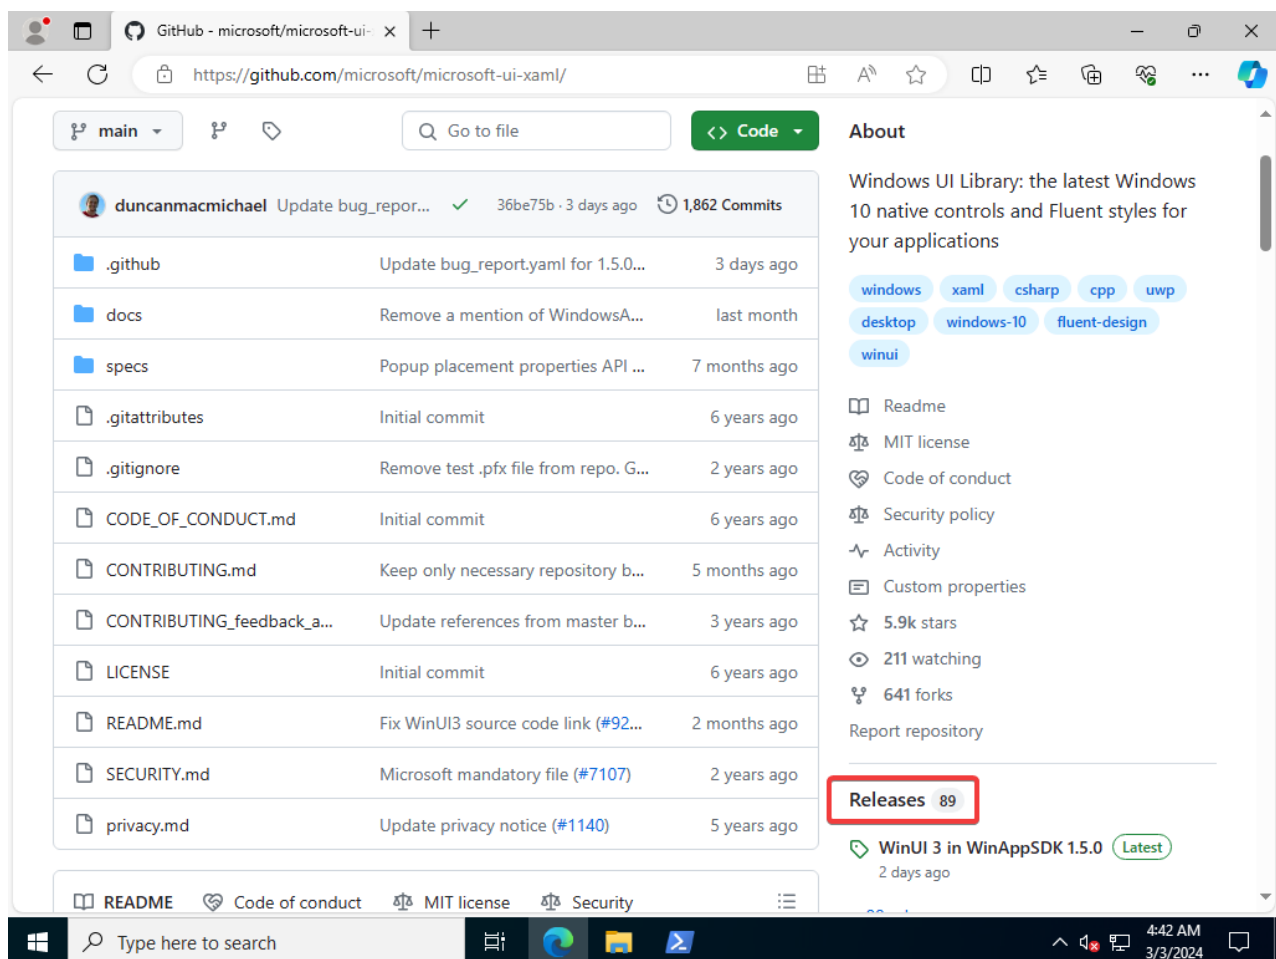 GitHub - microsoft/microsoft-ui-
https://github.com/microsoft/microsoft-ui-xaml/
main
Go to file
<> Code
duncanmacmichael Update bug_repor... 36be75b · 3 days ago 1,862 Commits
.github Update bug_report.yaml for 1.5.0... 3 days ago
docs Remove a mention of WindowsA... last month
specs Popup placement properties API ... 7 months ago
.gitattributes Initial commit 6 years ago
.gitignore Remove test .pfx file from repo. G... 2 years ago
CODE_OF_CONDUCT.md Initial commit 6 years ago
CONTRIBUTING.md Keep only necessary repository b... 5 months ago
CONTRIBUTING_feedback_a... Update references from master b... 3 years ago
LICENSE Initial commit 6 years ago
README.md Fix WinUI3 source code link (#92... 2 months ago
SECURITY.md Microsoft mandatory file (#7107) 2 years ago
privacy.md Update privacy notice (#1140) 5 years ago
README Code of conduct MIT license Security
About
Windows UI Library: the latest Windows
10 native controls and Fluent styles for
your applications
windows xaml csharp cpp uwp
desktop windows-10 fluent-design
winui
Readme
MIT license
Code of conduct
Security policy
Activity
Custom properties
5.9k stars
211 watching
641 forks
Report repository
Releases 89
WinUI 3 in WinAppSDK 1.5.0 Latest
2 days ago
Type here to search
4:42 AM
3/3/2024